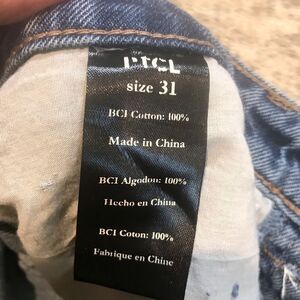 size 31
BCI Cotton: 100%
Made in China
BCI Algodon: 100%
Hecho en China
BCI Coton: 100%
Fabrique en Chine